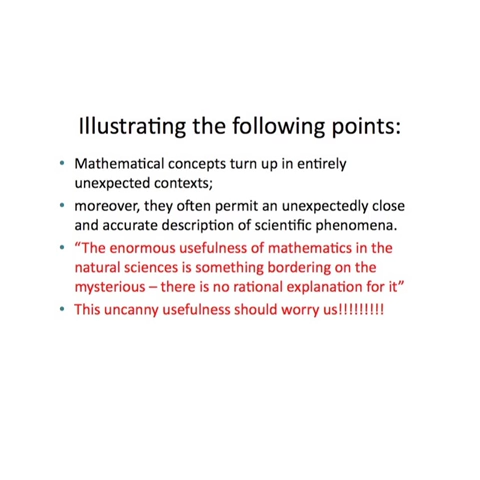 Illustrating the following points:
• Mathematical concepts turn up in entirely
unexpected contexts;
• moreover, they often permit an unexpectedly close
and accurate description of scientific phenomena.
• “The enormous usefulness of mathematics in the
natural sciences is something bordering on the
mysterious – there is no rational explanation for it”
• This uncanny usefulness should worry us!!!!!!!!!